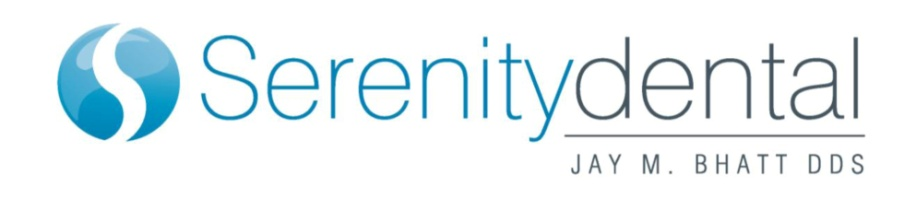 Serenitydental
JAY M. BHATT DDS